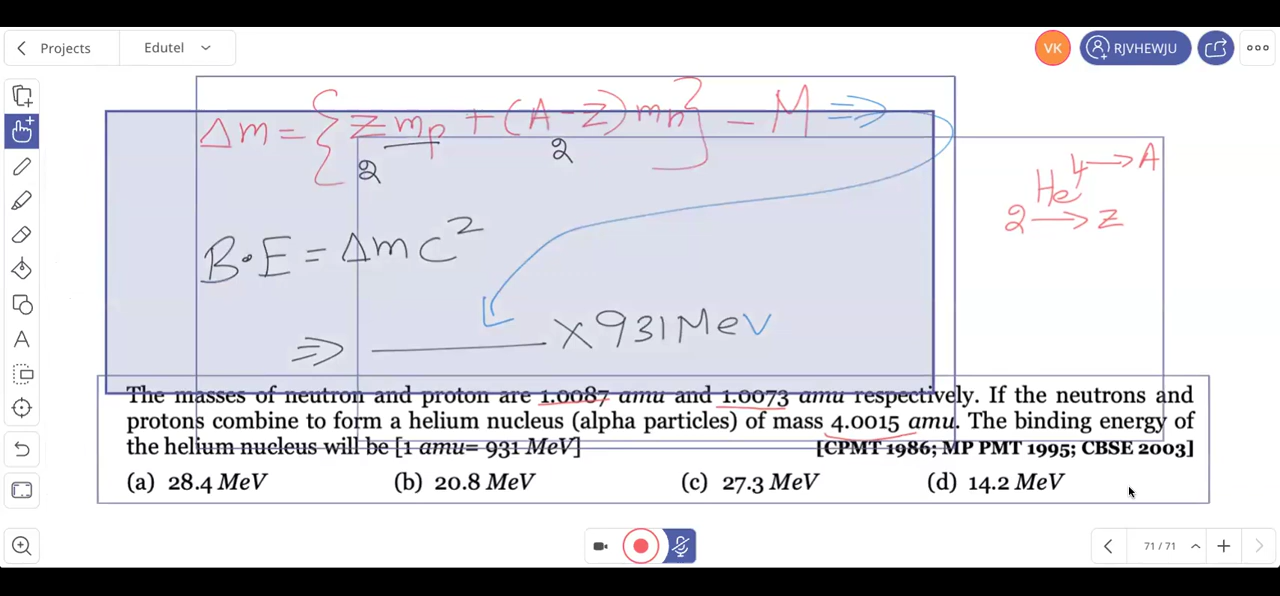 Projects
Edutel
VK
RJVHEWJU
Δm = {Zmp + (A-Z)mn} - M ⇒
2
2
He 4 → A
2 → Z
B.E = Δmc²
⇒ ______ × 931 MeV
The masses of neutron and proton are 1.0087 amu and 1.0073 amu respectively. If the neutrons and
protons combine to form a helium nucleus (alpha particles) of mass 4.0015 amu. The binding energy of
the helium nucleus will be [1 amu= 931 MeV] [CPMT 1986; MP PMT 1995; CBSE 2003]
(a) 28.4 MeV (b) 20.8 MeV (c) 27.3 MeV (d) 14.2 MeV
71 / 71